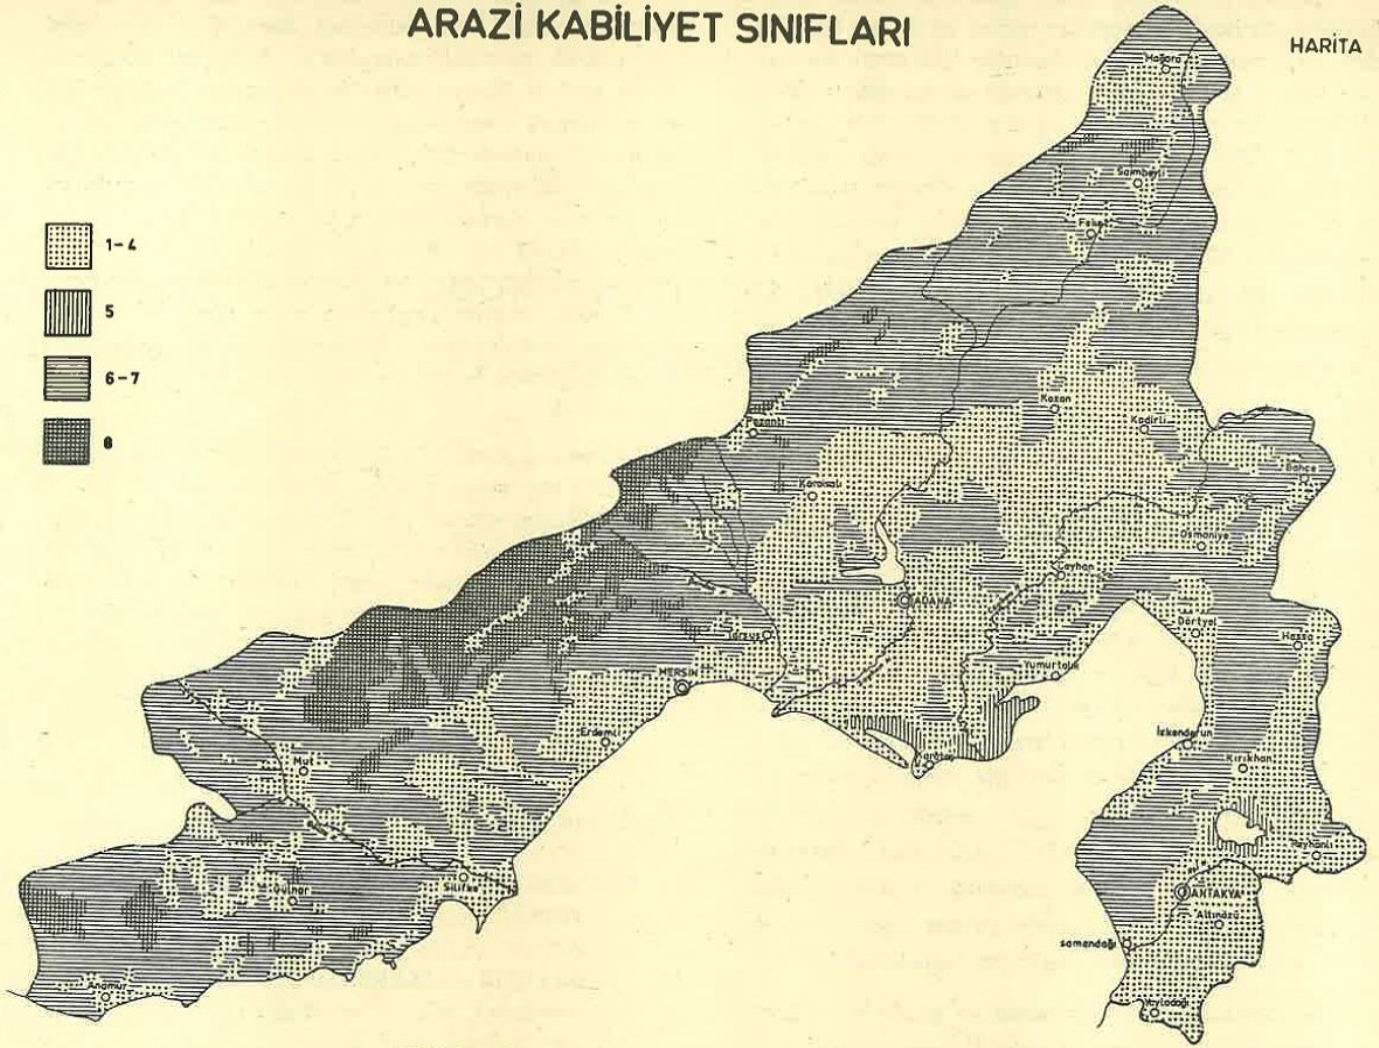 ARAZİ KABİLİYET SINIFLARI
HARİTA
1-4
5
6-7
8
Mağara
Saimbeyli
Feke
Kozan
Kadirli
Pozantı
Bahçe
Karaisalı
Osmaniye
Ceyhan
ADANA
Dörtyol
Hassa
Tarsus
Yumurtalık
MERSİN
Erdemli
İskenderun
Karataş
Kırıkhan
Mut
Reyhanlı
Silifke
Gülnar
ANTAKYA
Altınözü
samandağı
Anamur
Yayladağı